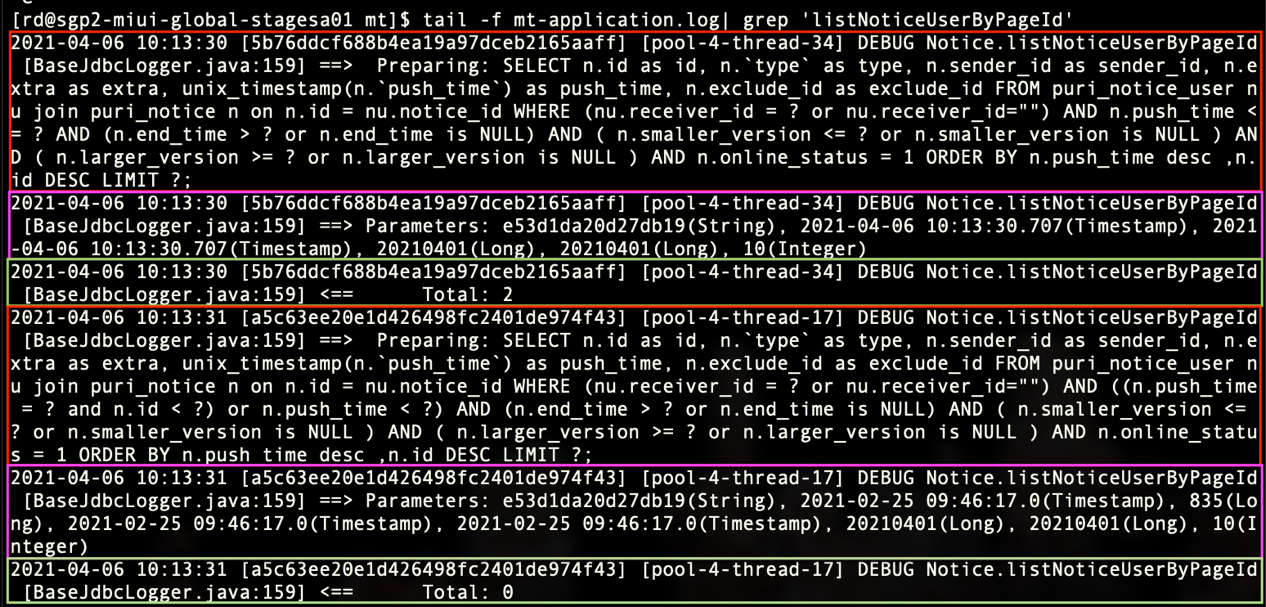 [rd@sgp2-miui-global-stagesa01 mt]$ tail -f mt-application.log| grep 'listNoticeUserByPageId'
2021-04-06 10:13:30 [5b76ddcf688b4ea19a97dceb2165aaff] [pool-4-thread-34] DEBUG Notice.listNoticeUserByPageId
[BaseJdbcLogger.java:159] ==>  Preparing: SELECT n.id as id, n.`type` as type, n.sender_id as sender_id, n.e
xtra as extra, unix_timestamp(n.`push_time`) as push_time, n.exclude_id as exclude_id FROM puri_notice_user n
u join puri_notice n on n.id = nu.notice_id WHERE (nu.receiver_id = ? or nu.receiver_id="") AND n.push_time <
= ? AND (n.end_time > ? or n.end_time is NULL) AND ( n.smaller_version <= ? or n.smaller_version is NULL ) AN
D ( n.larger_version >= ? or n.larger_version is NULL ) AND n.online_status = 1 ORDER BY n.push_time desc ,n.
id DESC LIMIT ?;
2021-04-06 10:13:30 [5b76ddcf688b4ea19a97dceb2165aaff] [pool-4-thread-34] DEBUG Notice.listNoticeUserByPageId
[BaseJdbcLogger.java:159] ==> Parameters: e53d1da20d27db19(String), 2021-04-06 10:13:30.707(Timestamp), 2021
-04-06 10:13:30.707(Timestamp), 20210401(Long), 20210401(Long), 10(Integer)
2021-04-06 10:13:30 [5b76ddcf688b4ea19a97dceb2165aaff] [pool-4-thread-34] DEBUG Notice.listNoticeUserByPageId
[BaseJdbcLogger.java:159] <==      Total: 2
2021-04-06 10:13:31 [a5c63ee20e1d426498fc2401de974f43] [pool-4-thread-17] DEBUG Notice.listNoticeUserByPageId
[BaseJdbcLogger.java:159] ==>  Preparing: SELECT n.id as id, n.`type` as type, n.sender_id as sender_id, n.e
xtra as extra, unix_timestamp(n.`push_time`) as push_time, n.exclude_id as exclude_id FROM puri_notice_user n
u join puri_notice n on n.id = nu.notice_id WHERE (nu.receiver_id = ? or nu.receiver_id="") AND ((n.push_time
= ? and n.id < ?) or n.push_time < ?) AND (n.end_time > ? or n.end_time is NULL) AND ( n.smaller_version <=
? or n.smaller_version is NULL ) AND ( n.larger_version >= ? or n.larger_version is NULL ) AND n.online_statu
s = 1 ORDER BY n.push_time desc ,n.id DESC LIMIT ?;
2021-04-06 10:13:31 [a5c63ee20e1d426498fc2401de974f43] [pool-4-thread-17] DEBUG Notice.listNoticeUserByPageId
[BaseJdbcLogger.java:159] ==> Parameters: e53d1da20d27db19(String), 2021-02-25 09:46:17.0(Timestamp), 835(Lo
ng), 2021-02-25 09:46:17.0(Timestamp), 2021-02-25 09:46:17.0(Timestamp), 20210401(Long), 20210401(Long), 10(I
nteger)
2021-04-06 10:13:31 [a5c63ee20e1d426498fc2401de974f43] [pool-4-thread-17] DEBUG Notice.listNoticeUserByPageId
[BaseJdbcLogger.java:159] <==      Total: 0